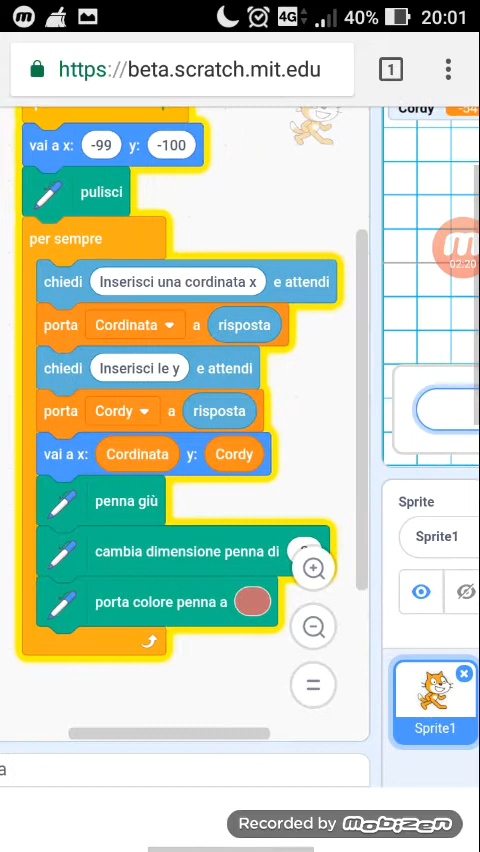 40% 20:01
4G
https://beta.scratch.mit.edu
1
Cordy
vai a x: -99 y: -100
pulisci
per sempre
02:20
chiedi Inserisci una cordinata x e attendi
porta Cordinata a risposta
chiedi Inserisci le y e attendi
porta Cordy a risposta
vai a x: Cordinata y: Cordy
penna giù
cambia dimensione penna di
porta colore penna a
Sprite
Sprite1
Sprite1
a
Recorded by Mobizen